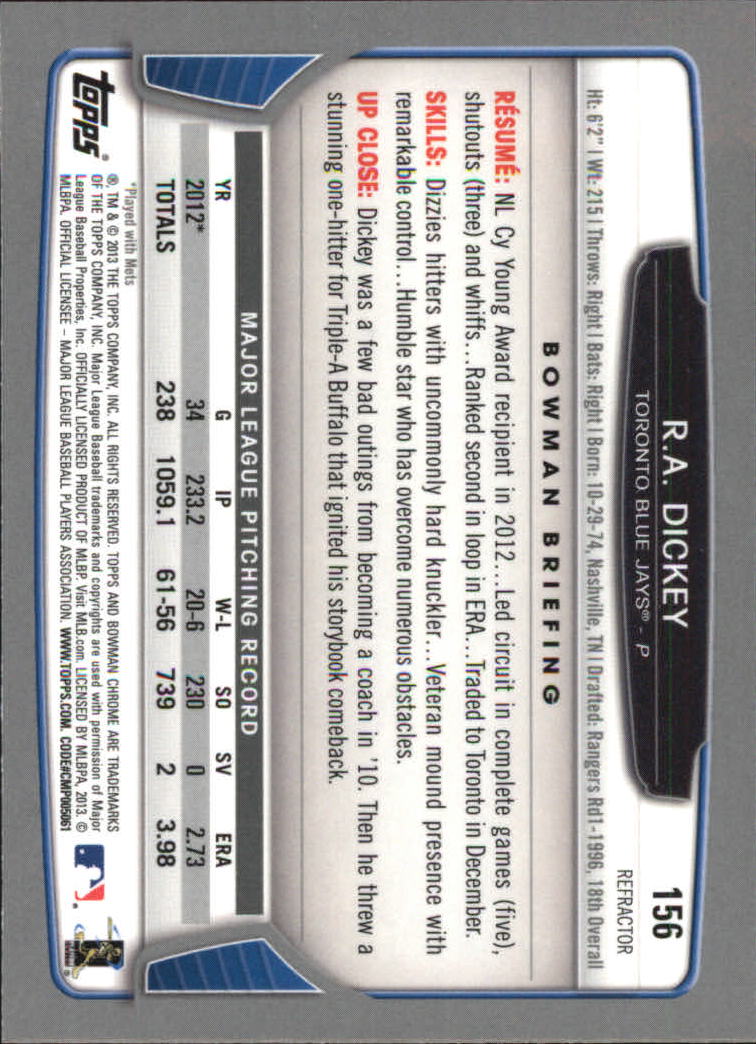 156
R.A. DICKEY
TORONTO BLUE JAYS® - P
REFRACTOR
Ht: 6'2" | Wt: 215 | Throws: Right | Bats: Right | Born: 10-29-74, Nashville, TN | Drafted: Rangers Rd1-1996, 18th Overall
BOWMAN BRIEFING
RÉSUMÉ: NL Cy Young Award recipient in 2012...Led circuit in complete games (five),
shutouts (three) and whiffs...Ranked second in loop in ERA...Traded to Toronto in December.
SKILLS: Dizzies hitters with uncommonly hard knuckler...Veteran mound presence with
remarkable control...Humble star who has overcome numerous obstacles.
UP CLOSE: Dickey was a few bad outings from becoming a coach in '10. Then he threw a
stunning one-hitter for Triple-A Buffalo that ignited his storybook comeback.
MAJOR LEAGUE PITCHING RECORD
YR G IP W-L SO SV ERA
2012* 34 233.2 20-6 230 0 2.73
TOTALS 238 1059.1 61-56 739 2 3.98
*Played with Mets
topps®
®, TM & © 2013 THE TOPPS COMPANY, INC. ALL RIGHTS RESERVED. TOPPS AND BOWMAN CHROME ARE TRADEMARKS
OF THE TOPPS COMPANY, INC. Major League Baseball trademarks and copyrights are used with permission of Major
League Baseball Properties, Inc. OFFICIALLY LICENSED PRODUCT OF MLBP. Visit MLB.com. LICENSED BY MLBPA, 2013. ©
MLBPA. OFFICIAL LICENSEE – MAJOR LEAGUE BASEBALL PLAYERS ASSOCIATION. WWW.TOPPS.COM. CODE#CMP005061